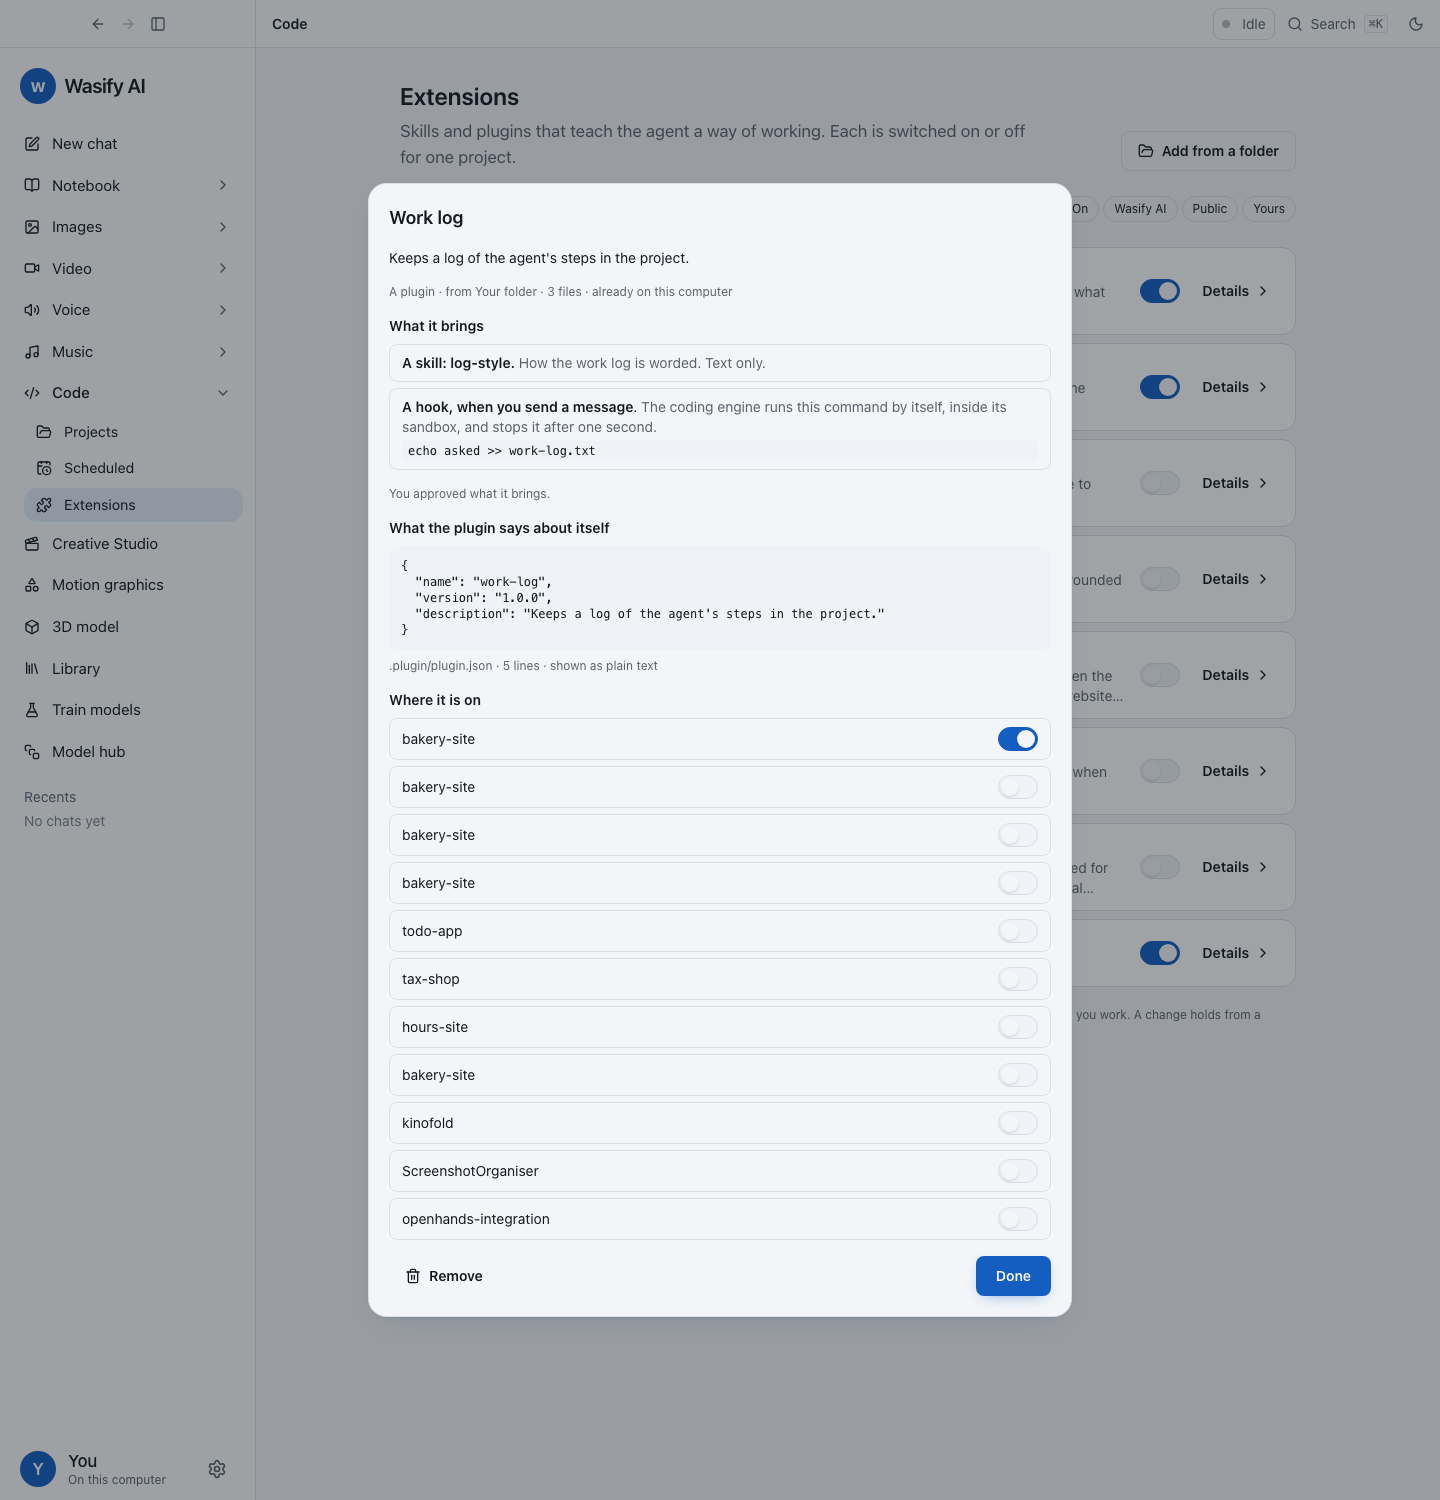 Code
Idle
Search
⌘K
w
Wasify AI
New chat
Notebook
Images
Video
Voice
Music
Code
Projects
Scheduled
Extensions
Creative Studio
Motion graphics
3D model
Library
Train models
Model hub
Recents
No chats yet
Y
You
On this computer
Extensions
Skills and plugins that teach the agent a way of working. Each is switched on or off
for one project.
Add from a folder
On
Wasify AI
Public
Yours
what
Details
Details
to
Details
Details
en the
Details
when
Details
ed for
Details
Details
you work. A change holds from a
Work log
Keeps a log of the agent's steps in the project.
A plugin · from Your folder · 3 files · already on this computer
What it brings
A skill: log-style. How the work log is worded. Text only.
A hook, when you send a message. The coding engine runs this command by itself, inside its
sandbox, and stops it after one second.
echo asked >> work-log.txt
You approved what it brings.
What the plugin says about itself
{
"name": "work-log",
"version": "1.0.0",
"description": "Keeps a log of the agent's steps in the project."
}
.plugin/plugin.json · 5 lines · shown as plain text
Where it is on
bakery-site
bakery-site
bakery-site
bakery-site
todo-app
tax-shop
hours-site
bakery-site
kinofold
ScreenshotOrganiser
openhands-integration
Remove
Done